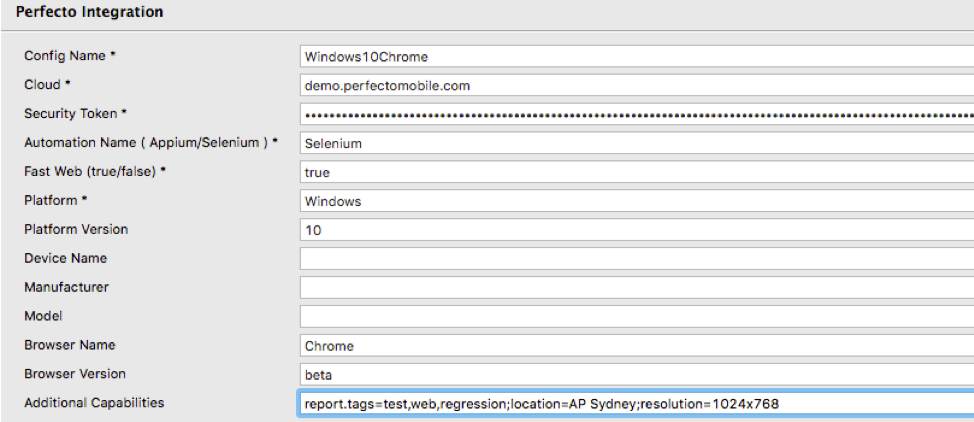 Perfecto Integration
Config Name * Windows10Chrome
Cloud * demo.perfectomobile.com
Security Token * 
Automation Name ( Appium/Selenium ) * Selenium
Fast Web (true/false) * true
Platform * Windows
Platform Version 10
Device Name
Manufacturer
Model
Browser Name Chrome
Browser Version beta
Additional Capabilities report.tags=test,web,regression;location=AP Sydney;resolution=1024x768